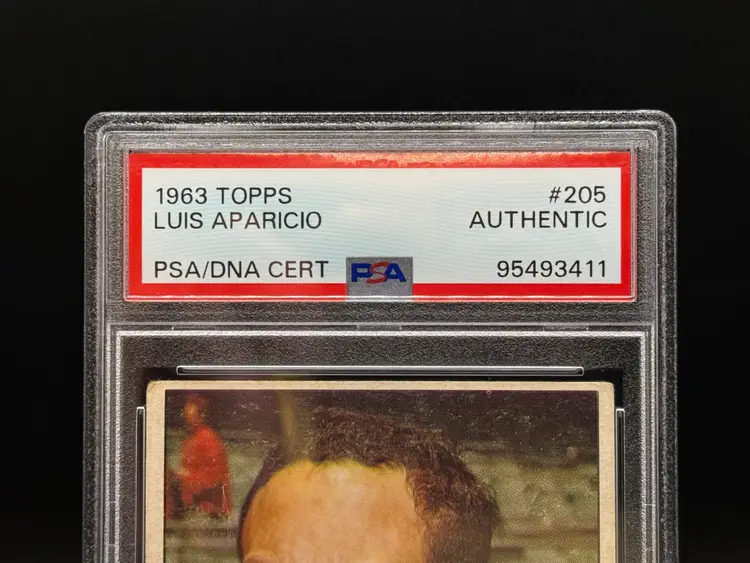 1963 TOPPS #205
LUIS APARICIO AUTHENTIC
PSA/DNA CERT PSA 95493411